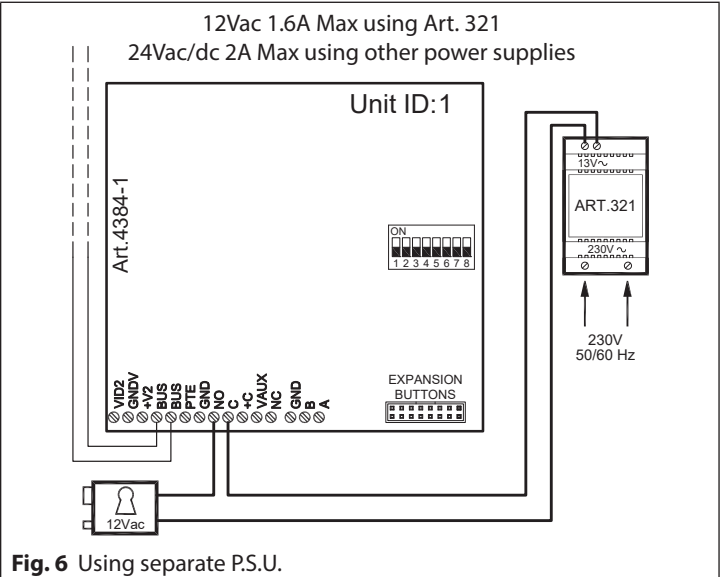 12Vac 1.6A Max using Art. 321
24Vac/dc 2A Max using other power supplies
Unit ID:1
Art.4384-1
ON
1 2 3 4 5 6 7 8
13V~
ART.321
230V ~
230V
50/60 Hz
EXPANSION
BUTTONS
VID2
GNDV
+V2
BUS
BUS
PTE
GND
NO
C
+C
VAUX
NC
GND
B
A
12Vac
Fig. 6 Using separate P.S.U.